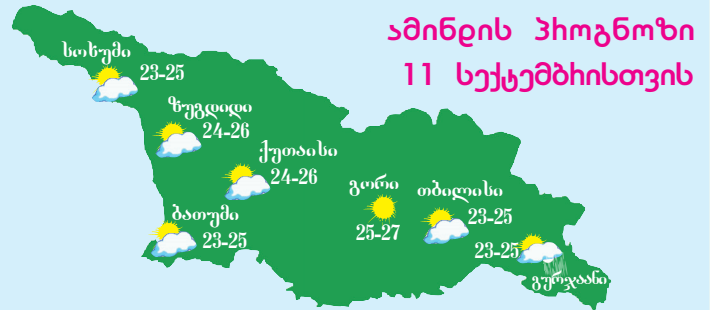 ამინდის პროგნოზი
11 სექტემბრისთვის
სოხუმი
23-25
ზუგდიდი
24-26
ქუთაისი
24-26
გორი
25-27
თბილისი
23-25
ბათუმი
23-25
23-25
გურჯაანი